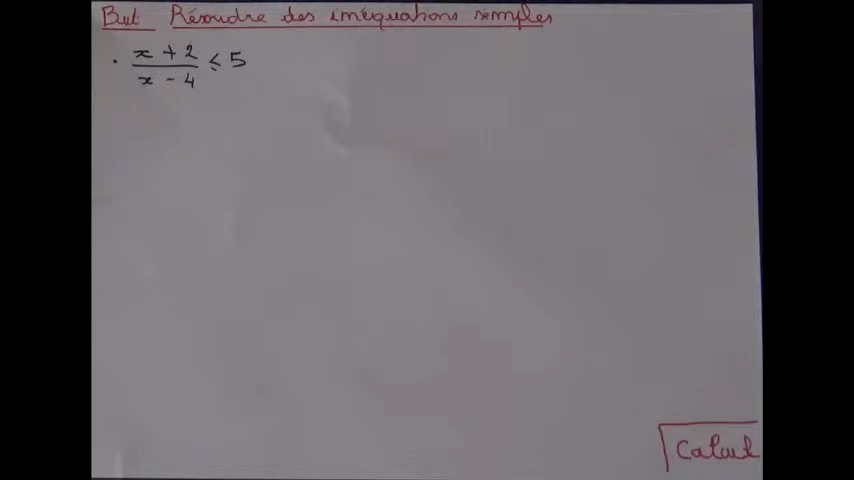 But Résoudre des inéquations simples
. x + 2 / x - 4 ≤ 5
Calcul